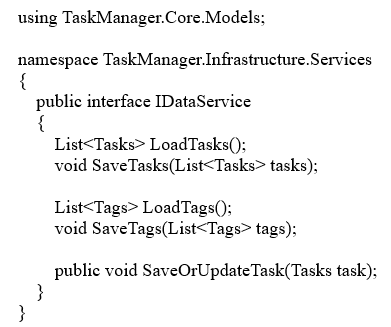 using TaskManager.Core.Models;
namespace TaskManager.Infrastructure.Services
{
public interface IDataService
{
List<Tasks> LoadTasks();
void SaveTasks(List<Tasks> tasks);
List<Tags> LoadTags();
void SaveTags(List<Tags> tags);
public void SaveOrUpdateTask(Tasks task);
}
}